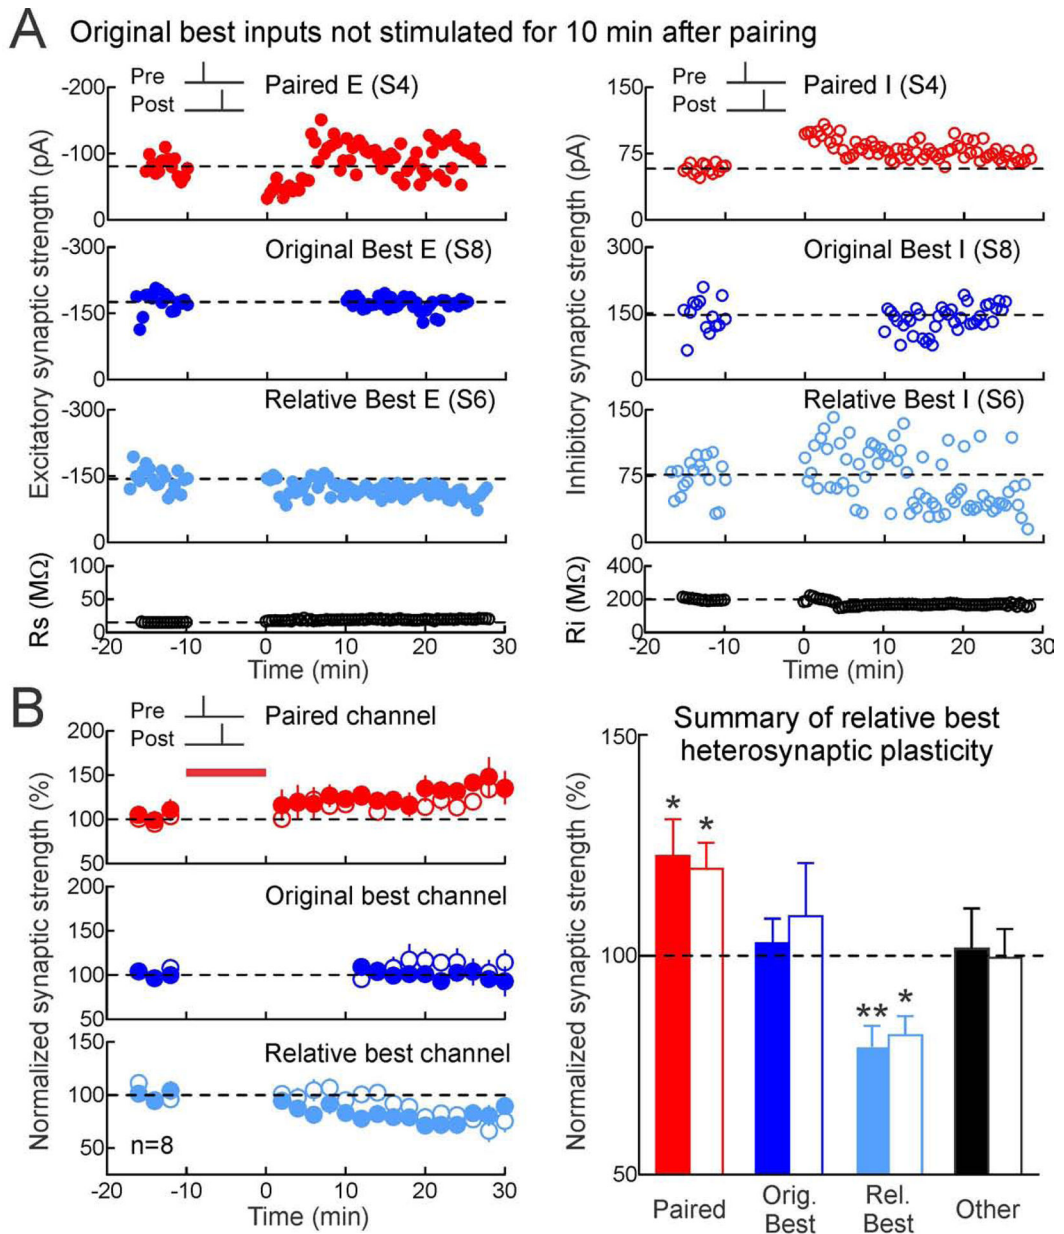 A Original best inputs not stimulated for 10 min after pairing
Excitatory synaptic strength (pA)
Pre
Post
Paired E (S4)
-200
-100
0
Original Best E (S8)
-300
-150
0
Relative Best E (S6)
-300
-150
0
Rs (MΩ)
100
50
0
-20 -10 0 10 20 30
Time (min)
Inhibitory synaptic strength (pA)
Pre
Post
Paired I (S4)
150
75
0
Original Best I (S8)
300
150
0
Relative Best I (S6)
150
75
0
Ri (MΩ)
400
200
0
-20 -10 0 10 20 30
Time (min)
B
Normalized synaptic strength (%)
Pre
Post
Paired channel
200
150
100
50
Original best channel
200
150
100
50
Relative best channel
150
100
50
n=8
-20 -10 0 10 20 30
Time (min)
Summary of relative best
heterosynaptic plasticity
Normalized synaptic strength (%)
150
100
50
* * ** *
Paired Orig. Best Rel. Best Other